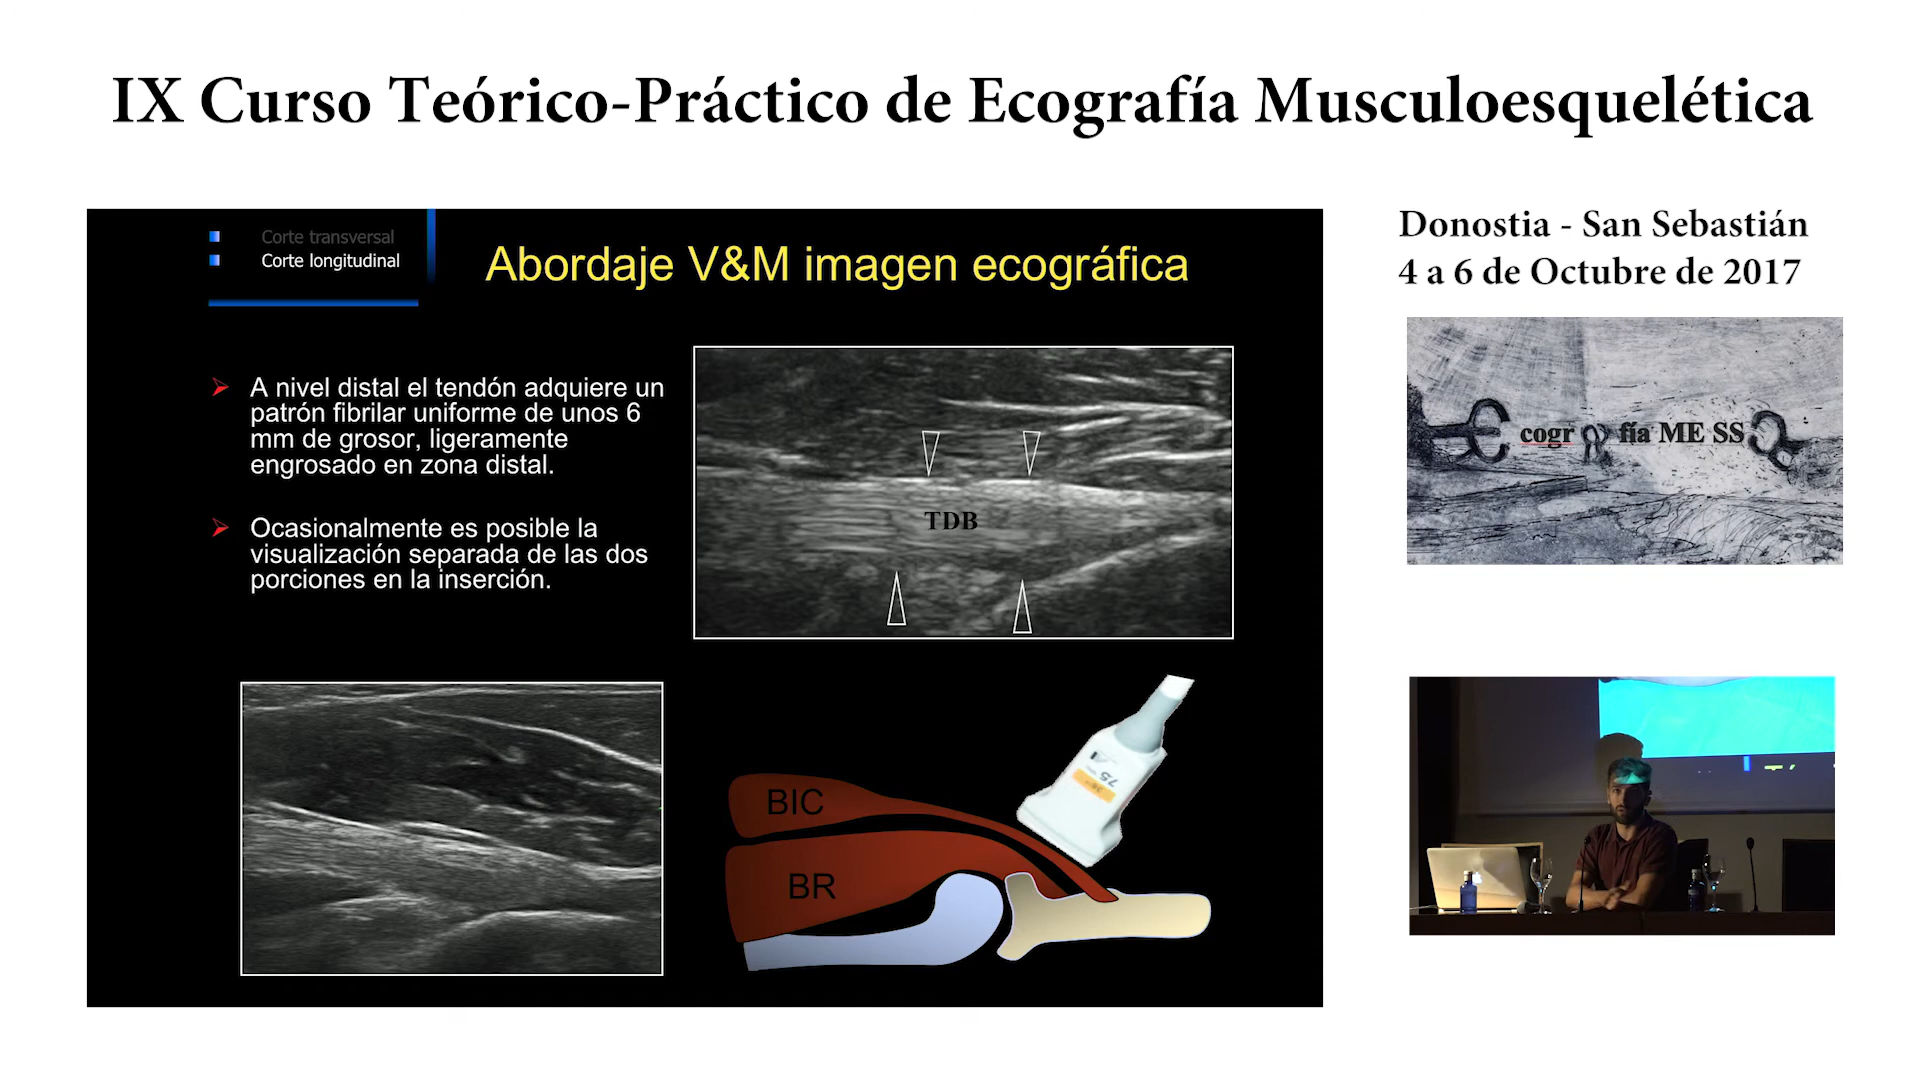 IX Curso Teórico-Práctico de Ecografía Musculoesquelética
Donostia - San Sebastián
4 a 6 de Octubre de 2017
Corte transversal
Corte longitudinal
Abordaje V&M imagen ecográfica
A nivel distal el tendón adquiere un
patrón fibrilar uniforme de unos 6
mm de grosor, ligeramente
engrosado en zona distal.
Ocasionalmente es posible la
visualización separada de las dos
porciones en la inserción.
TDB
BIC
BR
75
cogr fía ME SS